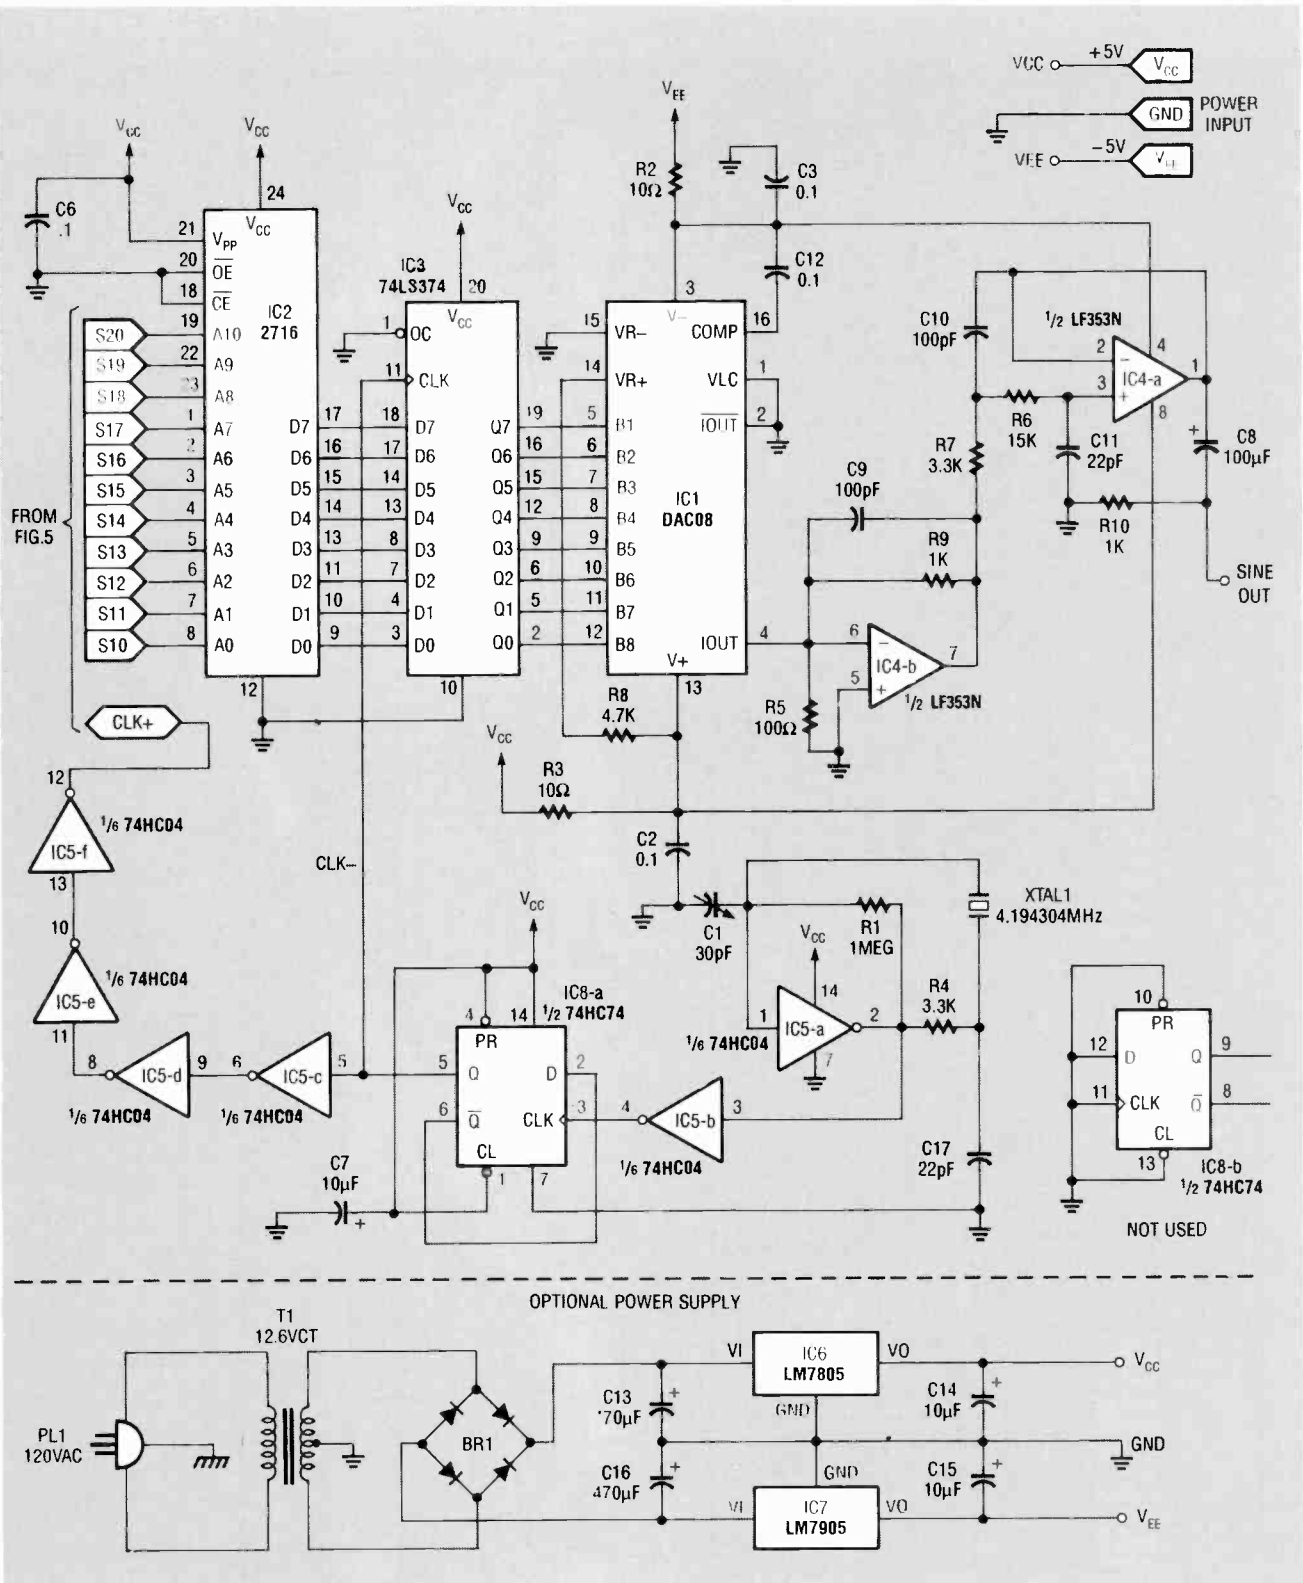 VCC +5V VCC
GND POWER INPUT
VEE -5V VEE
VEE
R2
10Ω
C3
0.1
C12
0.1
VCC
VCC
C6
.1
24
VCC
21 VPP
20 OE
18 CE
IC2
2716
S20 19 A10
S19 22 A9
S18 23 A8
S17 1 A7
S16 2 A6
S15 3 A5
S14 4 A4
S13 5 A3
S12 6 A2
S11 7 A1
S10 8 A0
FROM
FIG.5
D7 17
D6 16
D5 15
D4 14
D3 13
D2 11
D1 10
D0 9
12
CLK+
VCC
IC3
74LS374
20
VCC
1 OC
11 CLK
18 D7 Q7 19
17 D6 Q6 16
14 D5 Q5 15
13 D4 Q4 12
8 D3 Q3 9
7 D2 Q2 6
4 D1 Q1 5
3 D0 Q0 2
10
3
V-
15 VR- COMP 16
14 VR+ VLC 1
IOUT 2
5 B1
6 B2
7 B3
8 B4
9 B5
10 B6
11 B7
12 B8
IC1
DAC08
IOUT 4
V+
13
R8
4.7K
VCC
R3
10Ω
C2
0.1
C9
100pF
R9
1K
R5
100Ω
6 -
5 +
7
IC4-b
1/2 LF353N
C10
100pF
R7
3.3K
R6
15K
C11
22pF
R10
1K
1/2 LF353N
2 -
3 +
4
1
8
IC4-a
+
C8
100µF
SINE
OUT
12
1/6 74HC04
IC5-f
13
10
1/6 74HC04
IC5-e
11
8 IC5-d 9
1/6 74HC04
6 IC5-c 5
1/6 74HC04
CLK-
VCC
IC8-a
1/2 74HC74
4 14
PR
5 Q D 2
6 Q CLK 3
CL
1 7
C7
10µF
+
4 IC5-b 3
1/6 74HC04
C1
30pF
R1
1MEG
VCC
14
1 IC5-a 2
7
1/6 74HC04
R4
3.3K
XTAL1
4.194304MHz
C17
22pF
10
PR
12 D Q 9
11 CLK Q 8
CL
13
IC8-b
1/2 74HC74
NOT USED
OPTIONAL POWER SUPPLY
T1
12.6VCT
PL1
120VAC
BR1
C13
70µF
+
C16
470µF
+
VI IC6 VO
LM7805
GND
GND
VI IC7 VO
LM7905
C14
10µF
+
C15
10µF
+
VCC
GND
VEE